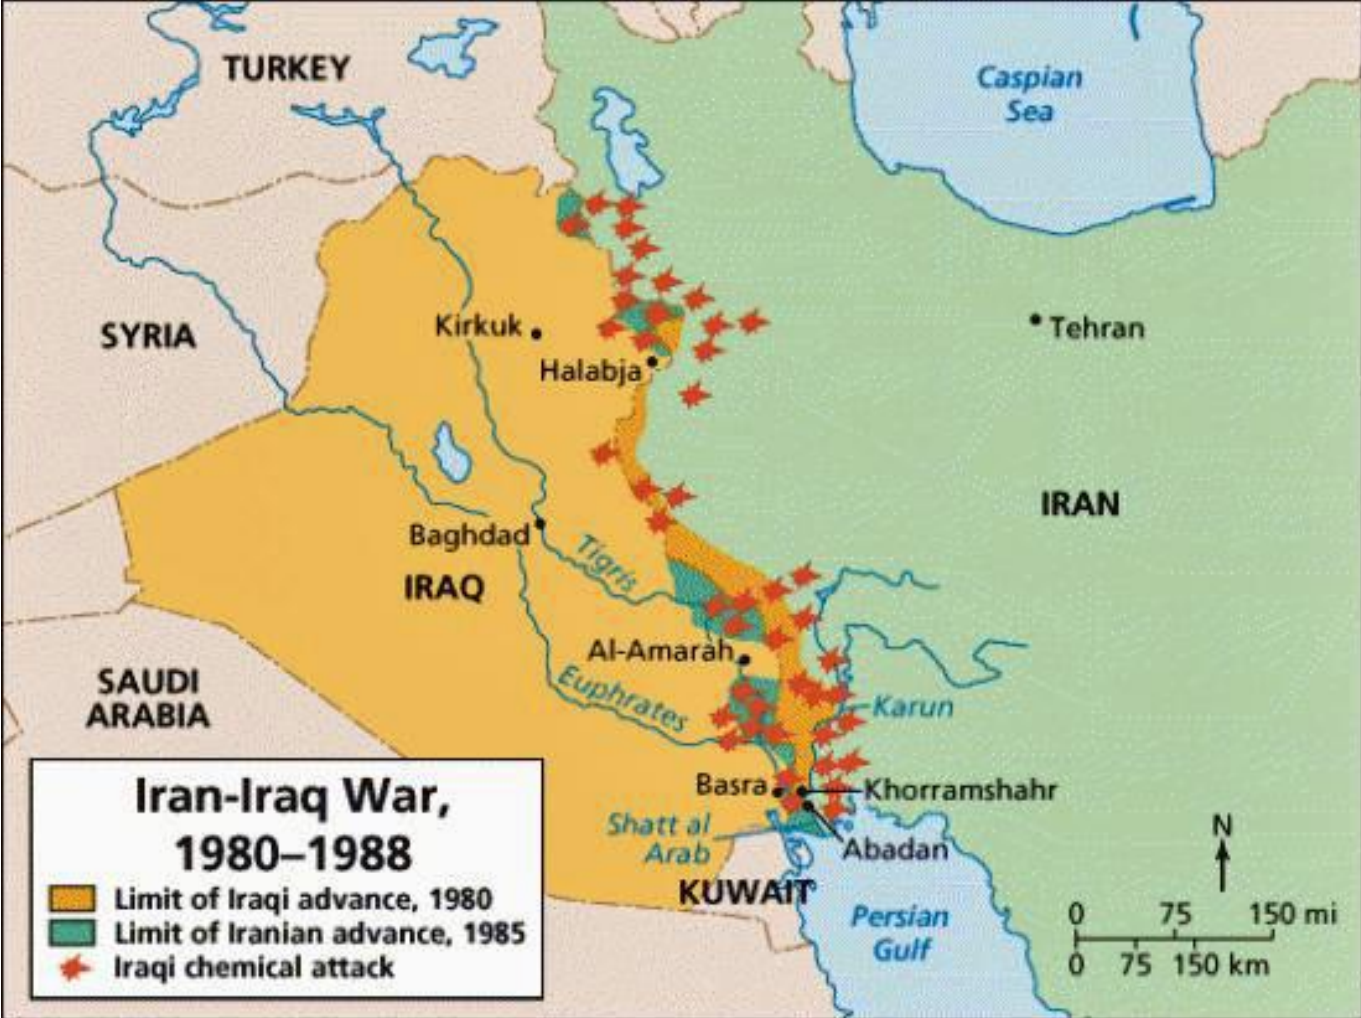 TURKEY
Caspian
Sea
SYRIA
Kirkuk
Tehran
Halabja
IRAN
Baghdad
Tigris
IRAQ
Al-Amarah
SAUDI
ARABIA
Euphrates
Karun
Iran-Iraq War,
1980–1988
Limit of Iraqi advance, 1980
Limit of Iranian advance, 1985
Iraqi chemical attack
Basra
Khorramshahr
Shatt al
Arab
Abadan
KUWAIT
Persian
Gulf
N
0 75 150 mi
0 75 150 km